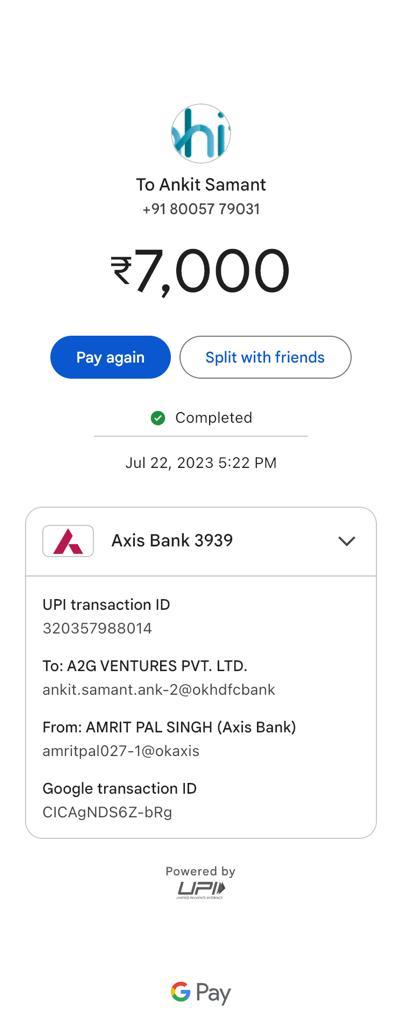 hi
To Ankit Samant
+91 80057 79031
₹7,000
Pay again
Split with friends
Completed
Jul 22, 2023 5:22 PM
Axis Bank 3939
UPI transaction ID
320357988014
To: A2G VENTURES PVT. LTD.
ankit.samant.ank-2@okhdfcbank
From: AMRIT PAL SINGH (Axis Bank)
amritpal027-1@okaxis
Google transaction ID
CICAgNDS6Z-bRg
Powered by
UPI
UNIFIED PAYMENTS INTERFACE
G Pay